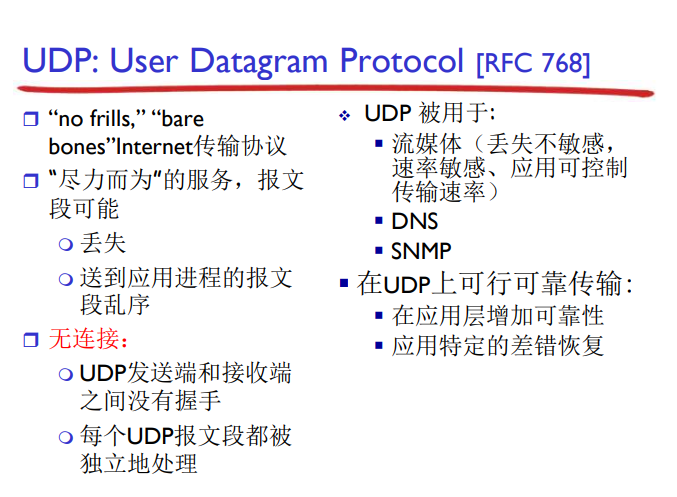 UDP: User Datagram Protocol [RFC 768]
“no frills,” “bare
bones”Internet传输协议
“尽力而为”的服务，报文
段可能
丢失
送到应用进程的报文
段乱序
无连接：
UDP发送端和接收端
之间没有握手
每个UDP报文段都被
独立地处理
UDP 被用于:
流媒体（丢失不敏感，
速率敏感、应用可控制
传输速率）
DNS
SNMP
在UDP上可行可靠传输:
在应用层增加可靠性
应用特定的差错恢复